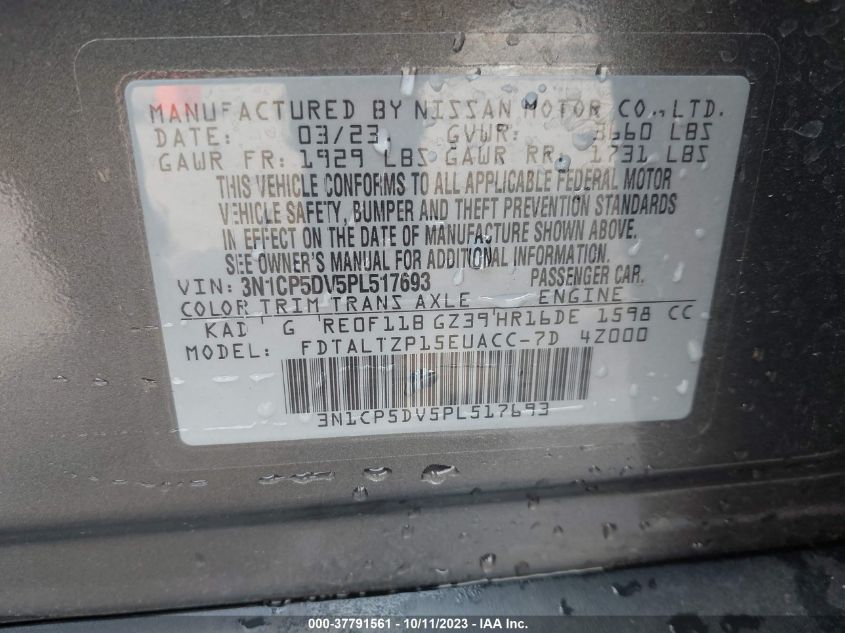 MANUFACTURED BY NISSAN MOTOR CO., LTD.
DATE: 03/23 GVWR: 3660 LBS
GAWR FR: 1929 LBS GAWR RR: 1731 LBS
THIS VEHICLE CONFORMS TO ALL APPLICABLE FEDERAL MOTOR
VEHICLE SAFETY, BUMPER AND THEFT PREVENTION STANDARDS
IN EFFECT ON THE DATE OF MANUFACTURE SHOWN ABOVE.
SEE OWNER'S MANUAL FOR ADDITIONAL INFORMATION.
VIN: 3N1CP5DV5PL517693 PASSENGER CAR.
COLOR TRIM TRANS AXLE ENGINE
KAD G RE0F11B GZ39 HR16DE 1598 CC
MODEL: FDTALTZP15EUACC-7D 4Z000
3N1CP5DV5PL517693
000-37791561 - 10/11/2023 - IAA Inc.